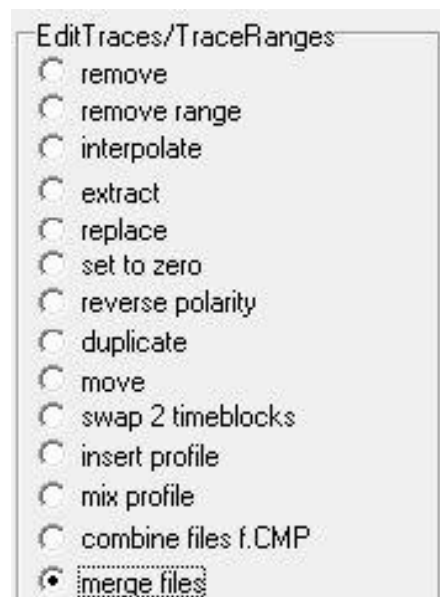 EditTraces/TraceRanges
remove
remove range
interpolate
extract
replace
set to zero
reverse polarity
duplicate
move
swap 2 timeblocks
insert profile
mix profile
combine files f.CMP
merge files